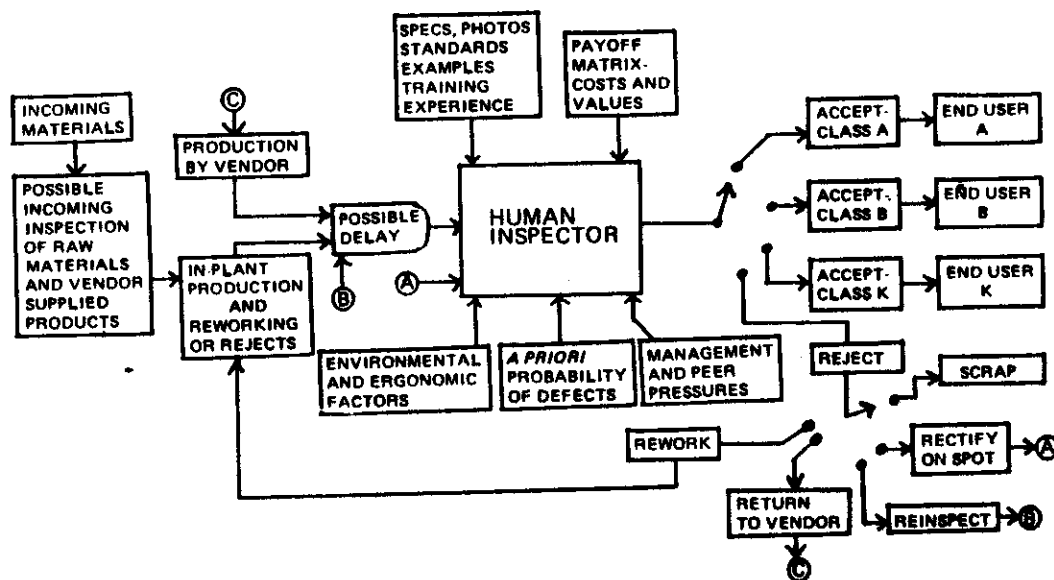 SPECS, PHOTOS
STANDARDS
EXAMPLES
TRAINING
EXPERIENCE
PAYOFF
MATRIX-
COSTS AND
VALUES
INCOMING
MATERIALS
C
PRODUCTION
BY VENDOR
ACCEPT-
CLASS A
END USER
A
POSSIBLE
INCOMING
INSPECTION
OF RAW
MATERIALS
AND VENDOR
SUPPLIED
PRODUCTS
POSSIBLE
DELAY
HUMAN
INSPECTOR
ACCEPT-
CLASS B
END USER
B
IN-PLANT
PRODUCTION
AND
REWORKING
OR REJECTS
B
A
ACCEPT-
CLASS K
END USER
K
ENVIRONMENTAL
AND ERGONOMIC
FACTORS
A PRIORI
PROBABILITY
OF DEFECTS
MANAGEMENT
AND PEER
PRESSURES
REJECT
SCRAP
REWORK
RECTIFY
ON SPOT
A
RETURN
TO VENDOR
REINSPECT
B
C